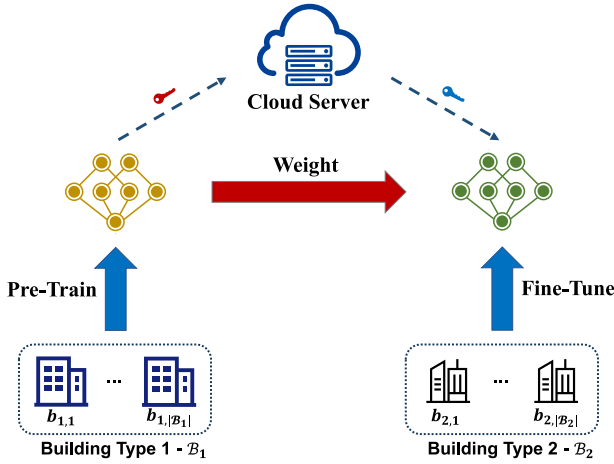 Cloud Server
Weight
Pre-Train
Fine-Tune
b₁,₁ ... b₁,|ℬ₁|
b₂,₁ ... b₂,|ℬ₂|
Building Type 1 - ℬ₁
Building Type 2 - ℬ₂